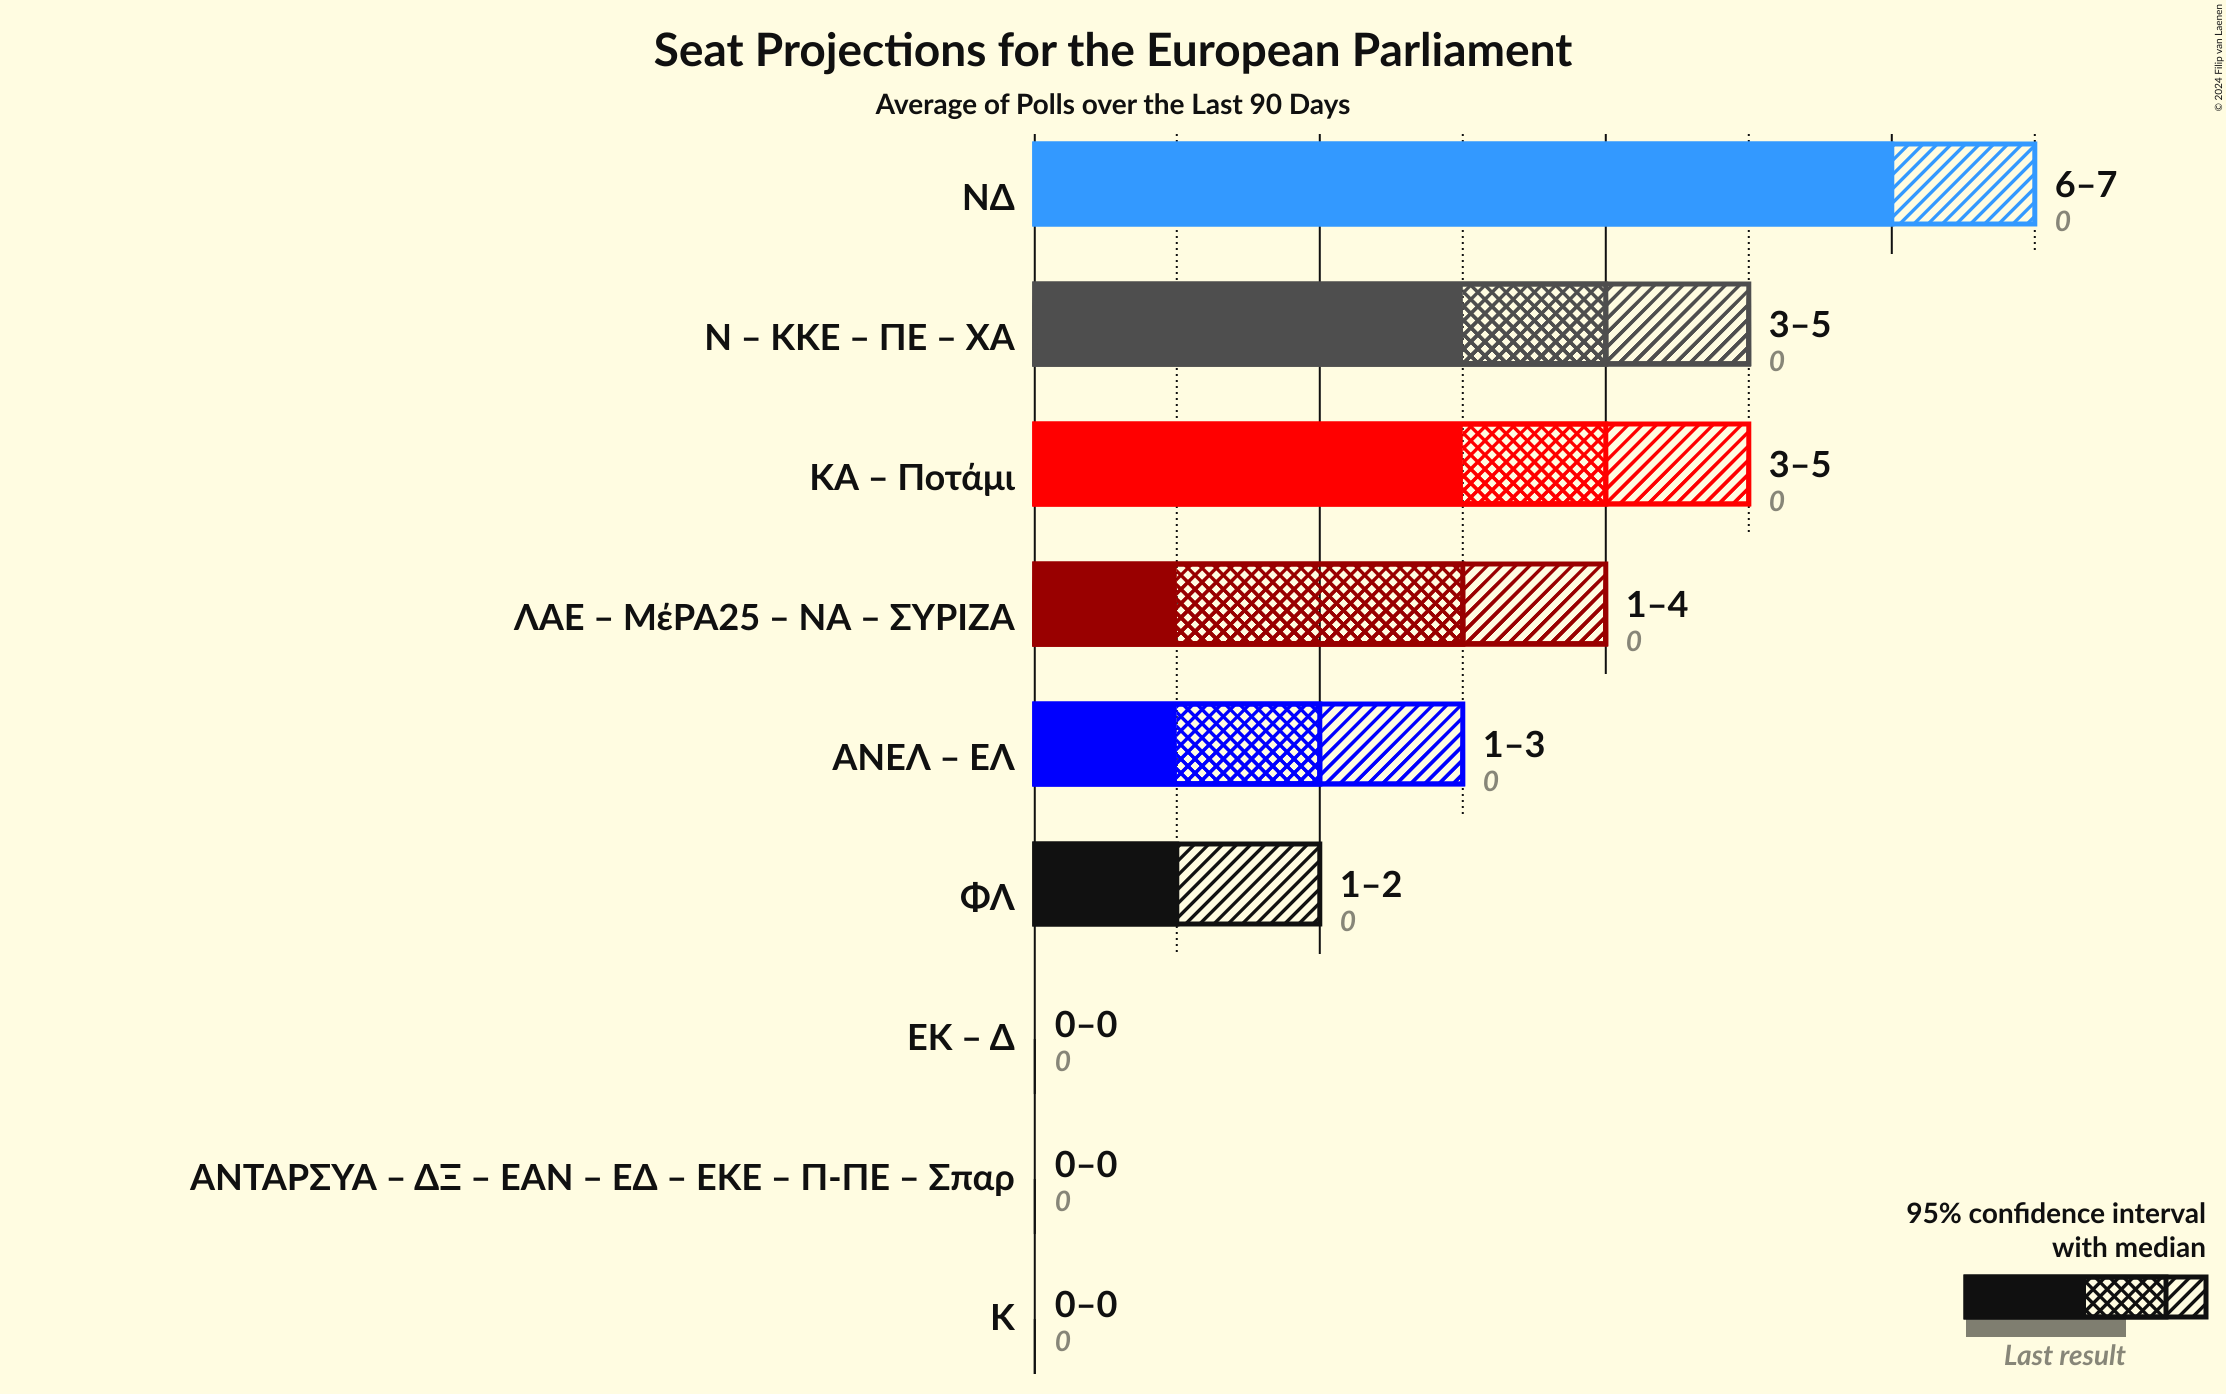 Seat Projections for the European Parliament
Average of Polls over the Last 90 Days
© 2024 Filip van Laenen
ΝΔ
6–7
0
Ν – ΚΚΕ – ΠΕ – ΧΑ
3–5
0
ΚΑ – Ποτάμι
3–5
0
ΛΑΕ – ΜέΡΑ25 – ΝΑ – ΣΥΡΙΖΑ
1–4
0
ΑΝΕΛ – ΕΛ
1–3
0
ΦΛ
1–2
0
ΕΚ – Δ
0–0
0
ΑΝΤΑΡΣΥΑ – ΔΞ – ΕΑΝ – ΕΔ – ΕΚΕ – Π-ΠΕ – Σπαρ
0–0
0
Κ
0–0
0
95% confidence interval
with median
Last result